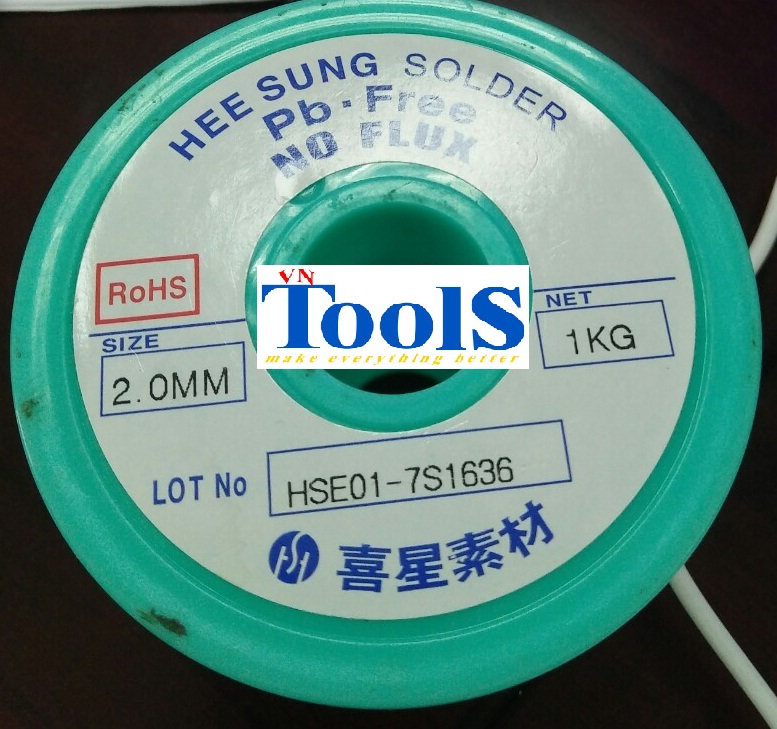 HEE SUNG SOLDER
Pb·Free
NO FLUX
RoHS
VN
Tools
make everything better
NET
1KG
SIZE
2.0MM
LOT No HSE01-7S1636
HS 喜星素材